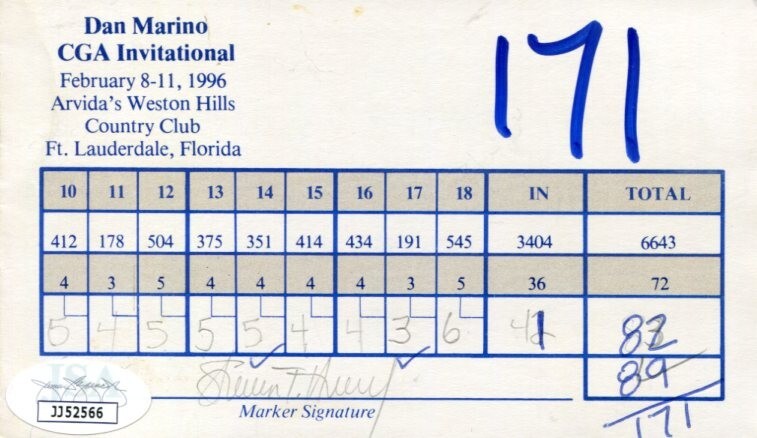 Dan Marino
CGA Invitational
February 8-11, 1996
Arvida's Weston Hills
Country Club
Ft. Lauderdale, Florida
171
10 11 12 13 14 15 16 17 18 IN TOTAL
412 178 504 375 351 414 434 191 545 3404 6643
4 3 5 4 4 4 4 3 5 36 72
5 4 5 5 5 4 4 3 6 41 82
89
171
JSA
JJ52566
Marker Signature